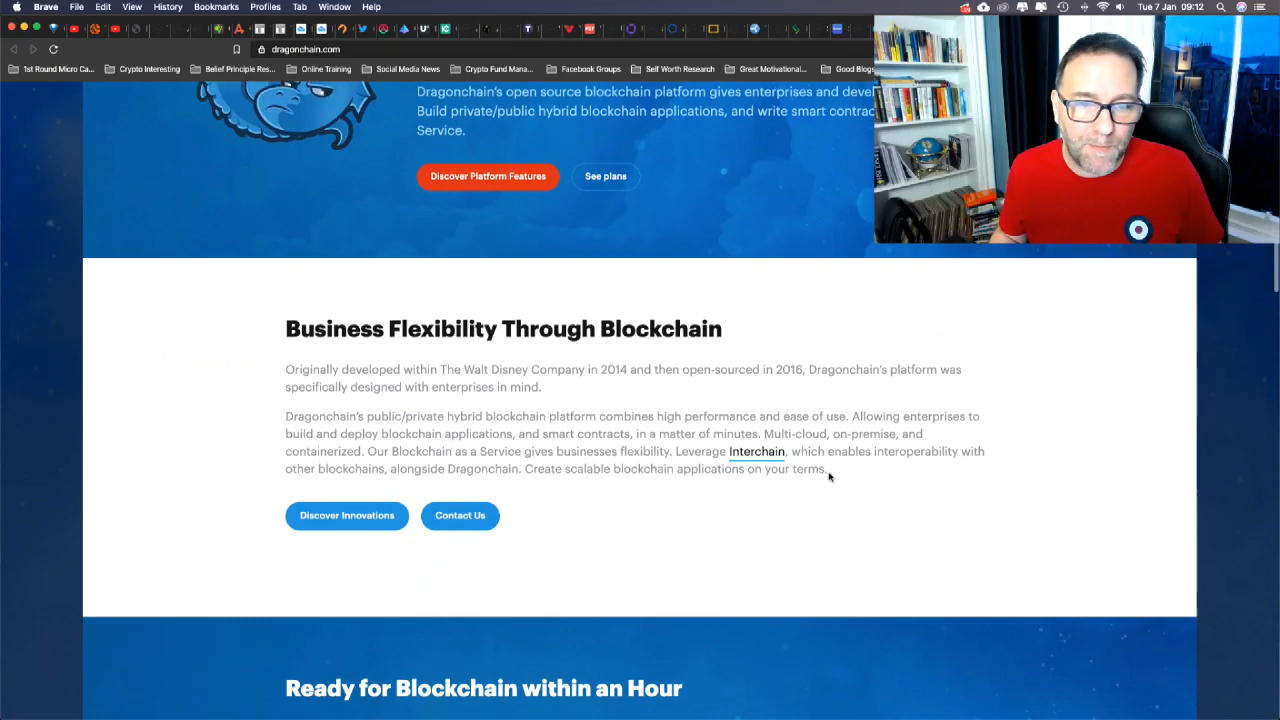 Brave File Edit View History Bookmarks Profiles Tab Window Help
Tue 7 Jan 09:12
dragonchain.com
1st Round Micro Ca... Crypto Interesting Belief Principle Res... Online Training Social Media News Crypto Fund Mana... Facebook Groups Self Worth Research Great Motivational... Good Blog
Dragonchain's open source blockchain platform gives enterprises and deve
Build private/public hybrid blockchain applications, and write smart contrac
Service.
Discover Platform Features See plans
Business Flexibility Through Blockchain
Originally developed within The Walt Disney Company in 2014 and then open-sourced in 2016, Dragonchain's platform was
specifically designed with enterprises in mind.
Dragonchain's public/private hybrid blockchain platform combines high performance and ease of use. Allowing enterprises to
build and deploy blockchain applications, and smart contracts, in a matter of minutes. Multi-cloud, on-premise, and
containerized. Our Blockchain as a Service gives businesses flexibility. Leverage Interchain, which enables interoperability with
other blockchains, alongside Dragonchain. Create scalable blockchain applications on your terms.
Discover Innovations Contact Us
Ready for Blockchain within an Hour